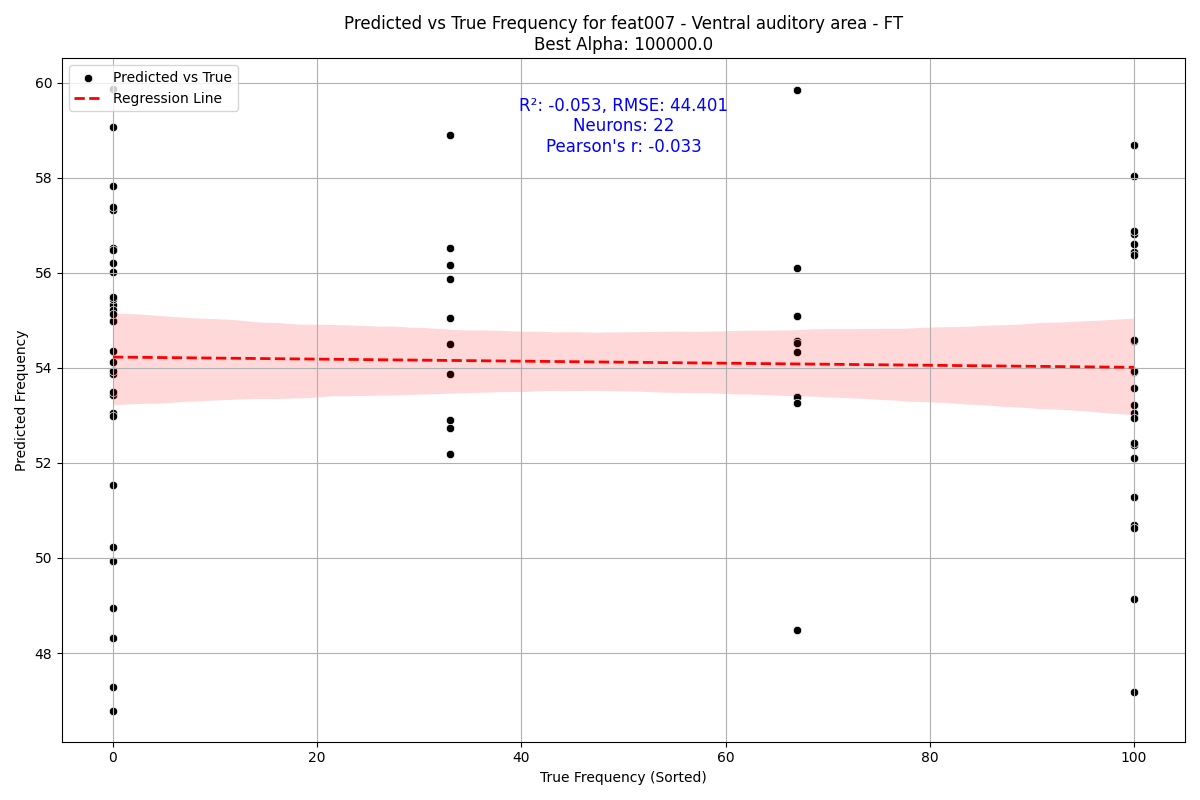 Predicted vs True Frequency for feat007 - Ventral auditory area - FT
Best Alpha: 100000.0
Predicted vs True
Regression Line
R²: -0.053, RMSE: 44.401
Neurons: 22
Pearson's r: -0.033
60
58
56
54
52
50
48
Predicted Frequency
0
20
40
60
80
100
True Frequency (Sorted)